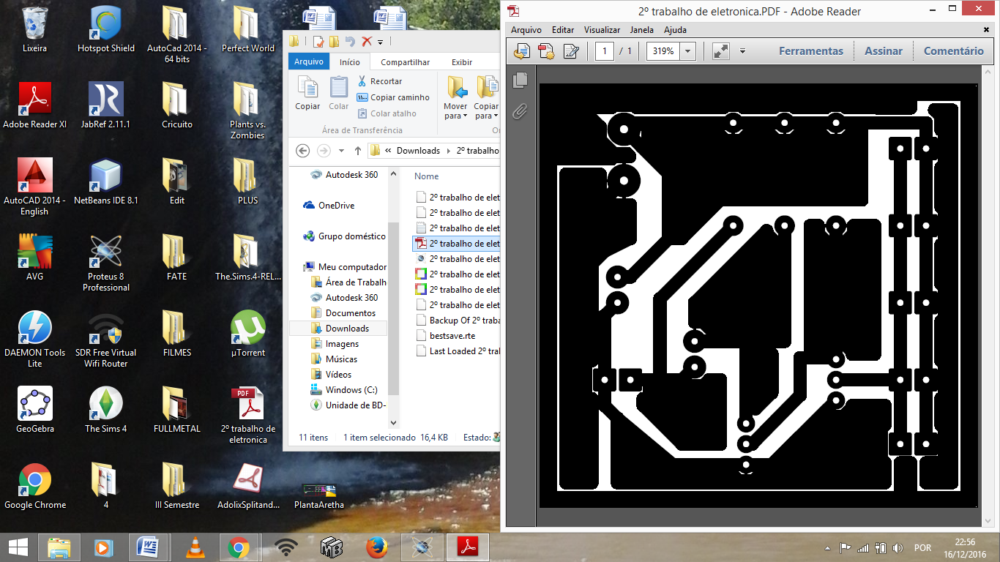 Lixeira
Hotspot Shield
AutoCAD 2014 -
64 bits
Perfect World
Adobe Reader XI
JabRef 2.11.1
Cricuito
Plants vs.
Zombies
AutoCAD 2014 -
English
NetBeans IDE 8.1
Edit
PLUS
AVG
Proteus 8
Professional
FATE
The.Sims.4-REL...
DAEMON Tools
Lite
SDR Free Virtual
Wifi Router
FILMES
µTorrent
GeoGebra
The Sims 4
FULLMETAL
PDF
2º trabalho de
eletronica
Google Chrome
4
III Semestre
AdolixSplitand...
PlantaAretha
Arquivo
Início
Compartilhar
Exibir
Copiar
Colar
Recortar
Copiar caminho
Colar atalho
Mover
para
Copiar
para
Área de Transferência
Or
« Downloads
2º trabalho
Autodesk 360
OneDrive
Grupo doméstico
Meu computador
Área de Trabalh
Autodesk 360
Documentos
Downloads
Imagens
Músicas
Vídeos
Windows (C:)
Unidade de BD-
Nome
2º trabalho de elet
2º trabalho de elet
2º trabalho de elet
2º trabalho de elet
2º trabalho de elet
2º trabalho de elet
2º trabalho de elet
2º trabalho de elet
Backup Of 2º traba
bestsave.rte
Last Loaded 2º tral
11 itens
1 item selecionado 16,4 KB
Estado:
2º trabalho de eletronica.PDF - Adobe Reader
Arquivo Editar Visualizar Janela Ajuda
1 / 1
319%
Ferramentas
Assinar
Comentário
POR
22:56
16/12/2016